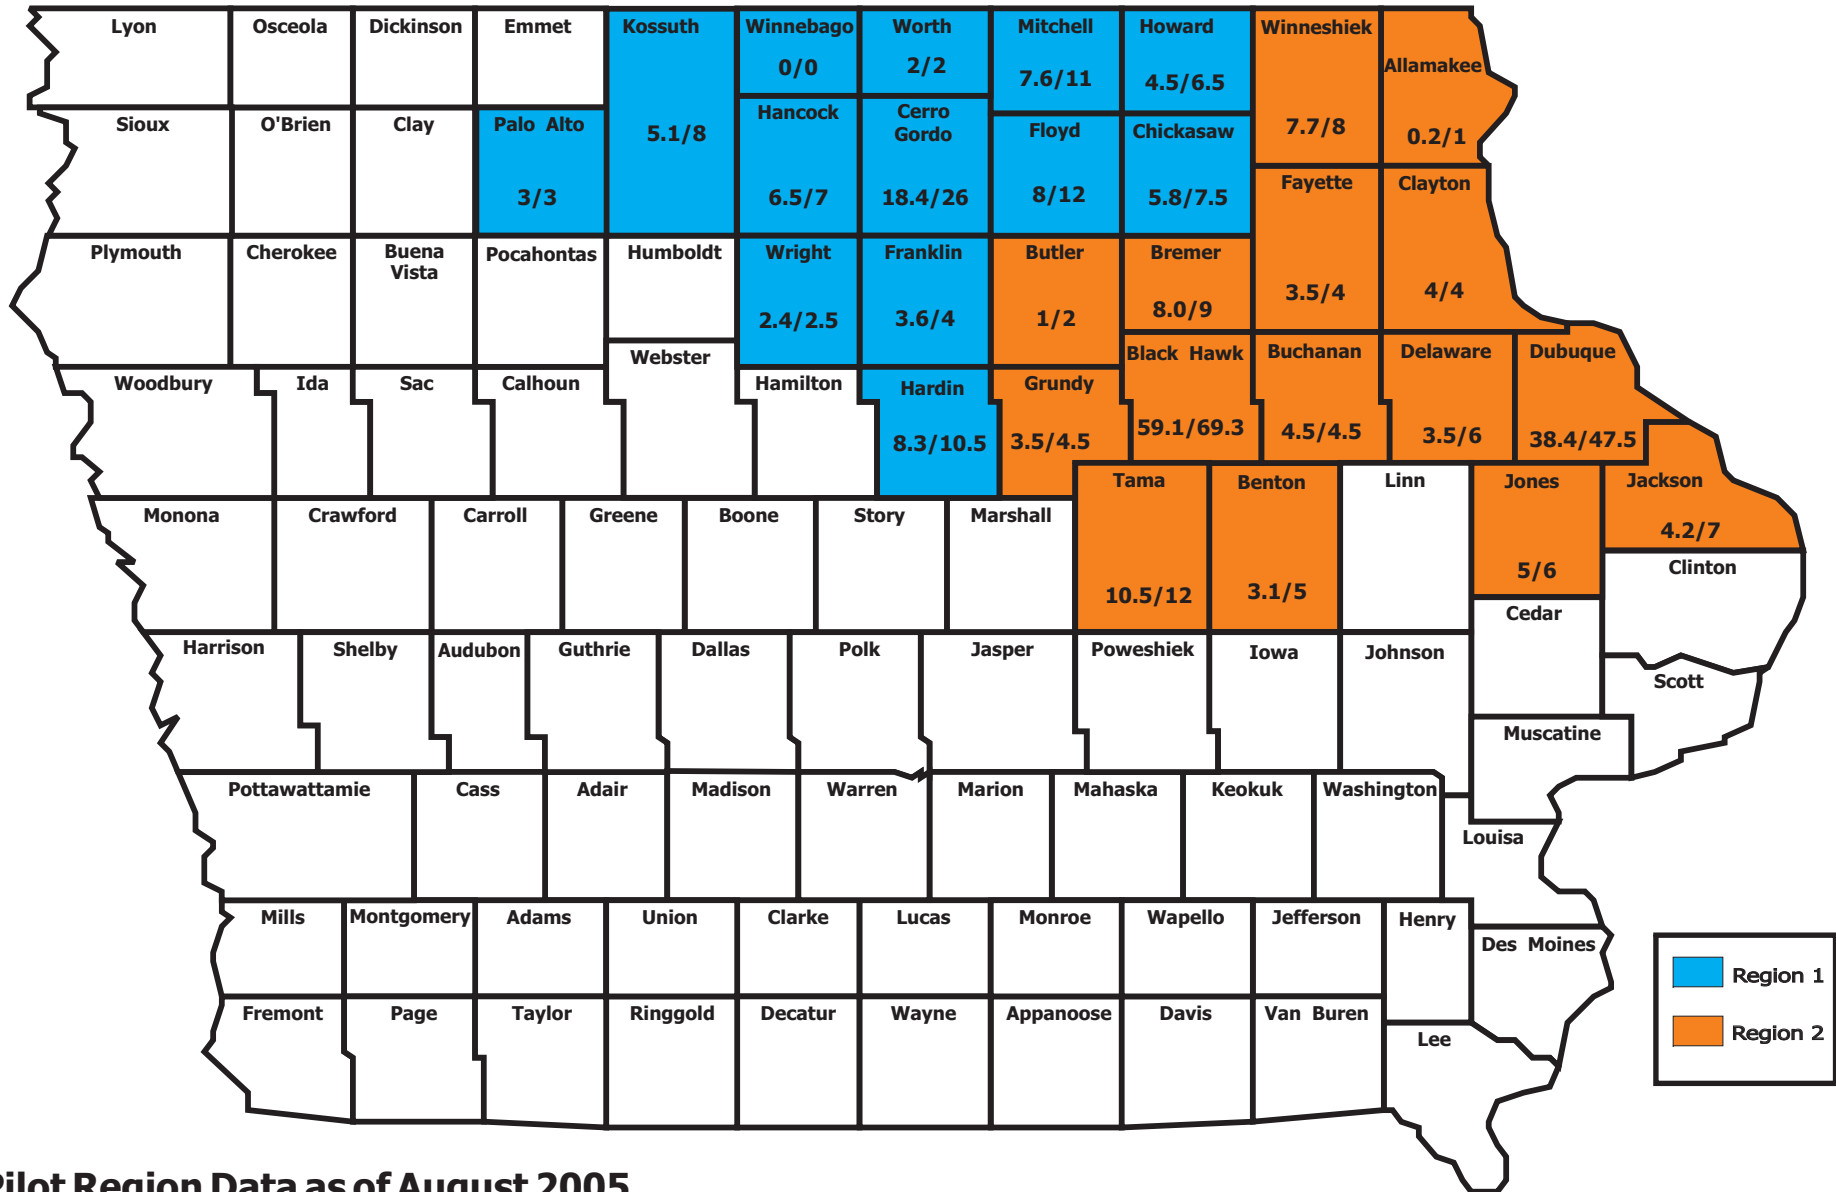 Lyon
Osceola
Dickinson
Emmet
Kossuth
5.1/8
Winnebago
0/0
Worth
2/2
Mitchell
7.6/11
Howard
4.5/6.5
Winneshiek
7.7/8
Allamakee
0.2/1
Sioux
O'Brien
Clay
Palo Alto
3/3
Hancock
6.5/7
Cerro
Gordo
18.4/26
Floyd
8/12
Chickasaw
5.8/7.5
Fayette
3.5/4
Clayton
4/4
Plymouth
Cherokee
Buena
Vista
Pocahontas
Humboldt
Wright
2.4/2.5
Franklin
3.6/4
Butler
1/2
Bremer
8.0/9
Woodbury
Ida
Sac
Calhoun
Webster
Hamilton
Hardin
8.3/10.5
Grundy
3.5/4.5
Black Hawk
59.1/69.3
Buchanan
4.5/4.5
Delaware
3.5/6
Dubuque
38.4/47.5
Monona
Crawford
Carroll
Greene
Boone
Story
Marshall
Tama
10.5/12
Benton
3.1/5
Linn
Jones
5/6
Jackson
4.2/7
Clinton
Cedar
Harrison
Shelby
Audubon
Guthrie
Dallas
Polk
Jasper
Poweshiek
Iowa
Johnson
Scott
Muscatine
Pottawattamie
Cass
Adair
Madison
Warren
Marion
Mahaska
Keokuk
Washington
Louisa
Mills
Montgomery
Adams
Union
Clarke
Lucas
Monroe
Wapello
Jefferson
Henry
Des Moines
Fremont
Page
Taylor
Ringgold
Decatur
Wayne
Appanoose
Davis
Van Buren
Lee
Region 1
Region 2
Pilot Region Data as of August 2005